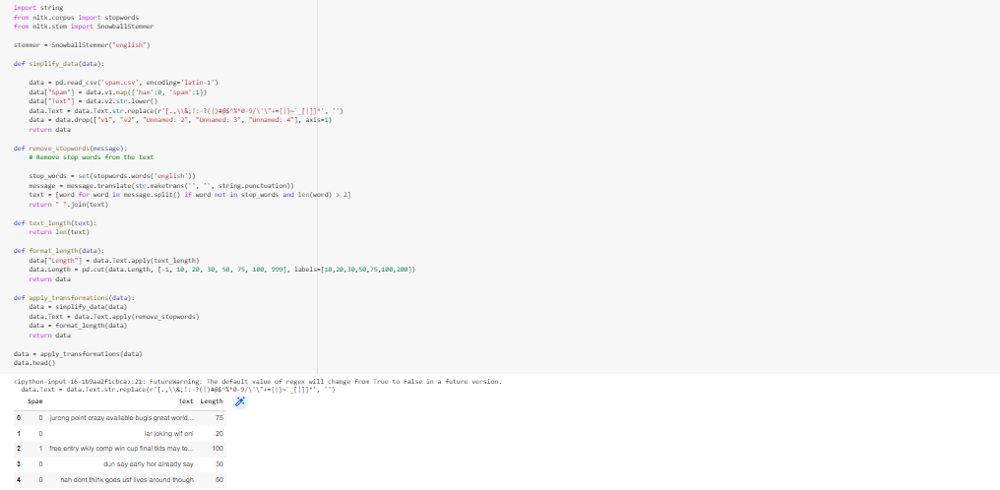 import string
from nltk.corpus import stopwords
from nltk.stem import SnowballStemmer
stemmer = SnowballStemmer("english")
def simplify_data(data):
data = pd.read_csv('spam.csv', encoding='latin-1')
data["Spam"] = data.v1.map({'ham':0, 'spam':1})
data["Text"] = data.v2.str.lower()
data.Text = data.Text.str.replace(r'[.,\\&;!:-?(|)#@$^%*0-9/\'\"+={|}~`_[|]]*', '')
data = data.drop(["v1", "v2", "Unnamed: 2", "Unnamed: 3", "Unnamed: 4"], axis=1)
return data
def remove_stopwords(message):
# Remove stop words from the text
stop_words = set(stopwords.words('english'))
message = message.translate(str.maketrans('', '', string.punctuation))
text = [word for word in message.split() if word not in stop_words and len(word) > 2]
return " ".join(text)
def text_length(text):
return len(text)
def format_length(data):
data["Length"] = data.Text.apply(text_length)
data.Length = pd.cut(data.Length, [-1, 10, 20, 30, 50, 75, 100, 999], labels=[10,20,30,50,75,100,200])
return data
def apply_transformations(data):
data = simplify_data(data)
data.Text = data.Text.apply(remove_stopwords)
data = format_length(data)
return data
data = apply_transformations(data)
data.head()
<ipython-input-16-1b9aa2f1cbca>:21: FutureWarning: The default value of regex will change from True to False in a future version.
data.Text = data.Text.str.replace(r'[.,\\&;!:-?(|)#@$^%*0-9/\'\"+={|}~`_[|]]*', '')
Spam Text Length
0 0 jurong point crazy available bugis great world... 75
1 0 lar joking wif oni 20
2 1 free entry wkly comp win cup final tkts may te... 100
3 0 dun say early hor already say 30
4 0 nah dont think goes usf lives around though 50